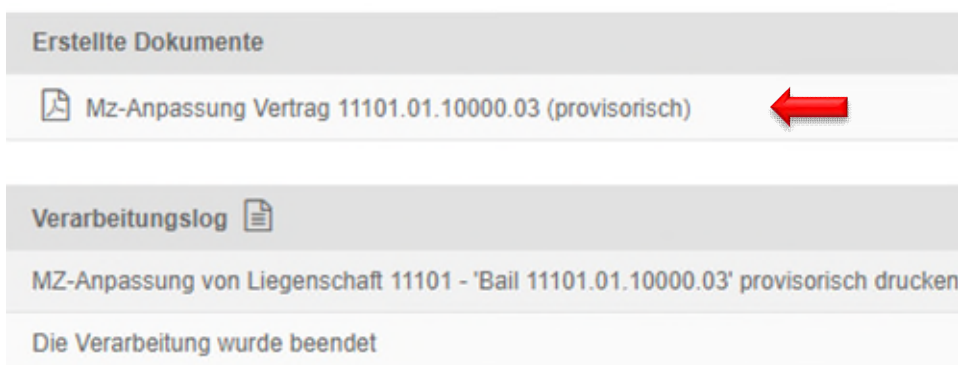 Erstellte Dokumente
Mz-Anpassung Vertrag 11101.01.10000.03 (provisorisch)
Verarbeitungslog
MZ-Anpassung von Liegenschaft 11101 - 'Bail 11101.01.10000.03' provisorisch drucken
Die Verarbeitung wurde beendet